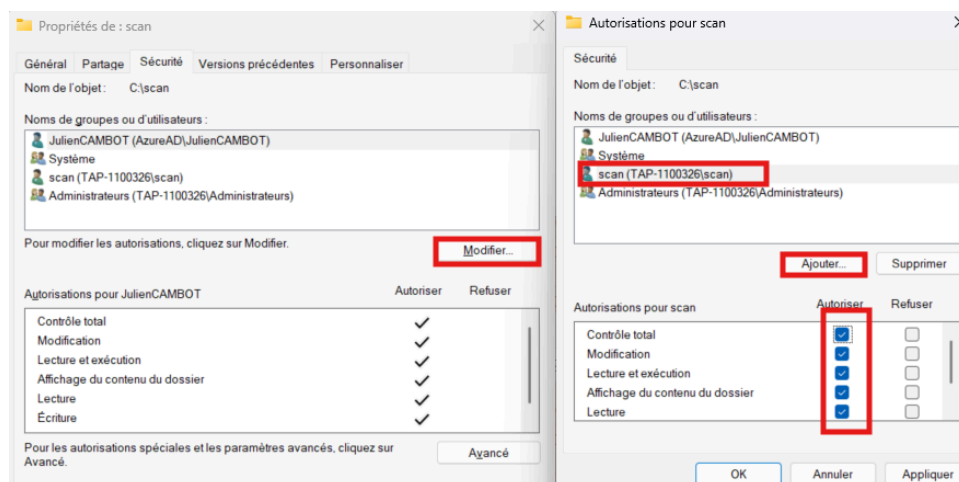 Propriétés de : scan
Général Partage Sécurité Versions précédentes Personnaliser
Nom de l'objet : C:\scan
Noms de groupes ou d'utilisateurs :
JulienCAMBOT (AzureAD\JulienCAMBOT)
Système
scan (TAP-1100326\scan)
Administrateurs (TAP-1100326\Administrateurs)
Pour modifier les autorisations, cliquez sur Modifier.
Modifier...
Autorisations pour JulienCAMBOT Autoriser Refuser
Contrôle total
Modification
Lecture et exécution
Affichage du contenu du dossier
Lecture
Écriture
Pour les autorisations spéciales et les paramètres avancés, cliquez sur
Avancé.
Avancé
Autorisations pour scan
Sécurité
Nom de l'objet : C:\scan
Noms de groupes ou d'utilisateurs :
JulienCAMBOT (AzureAD\JulienCAMBOT)
Système
scan (TAP-1100326\scan)
Administrateurs (TAP-1100326\Administrateurs)
Ajouter... Supprimer
Autorisations pour scan Autoriser Refuser
Contrôle total
Modification
Lecture et exécution
Affichage du contenu du dossier
Lecture
OK Annuler Appliquer